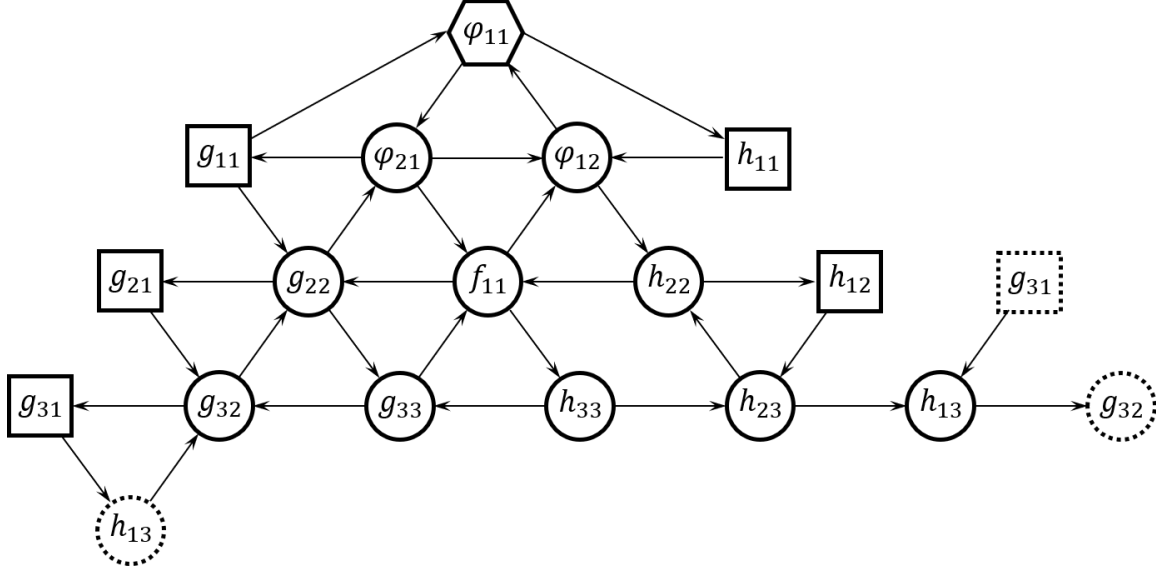 φ₁₁
g₁₁ φ₂₁ φ₁₂ h₁₁
g₂₁ g₂₂ f₁₁ h₂₂ h₁₂ g₃₁
g₃₁ g₃₂ g₃₃ h₃₃ h₂₃ h₁₃ g₃₂
h₁₃